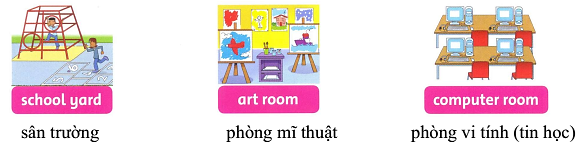 school yard
art room
computer room
sân trường
phòng mĩ thuật
phòng vi tính (tin học)